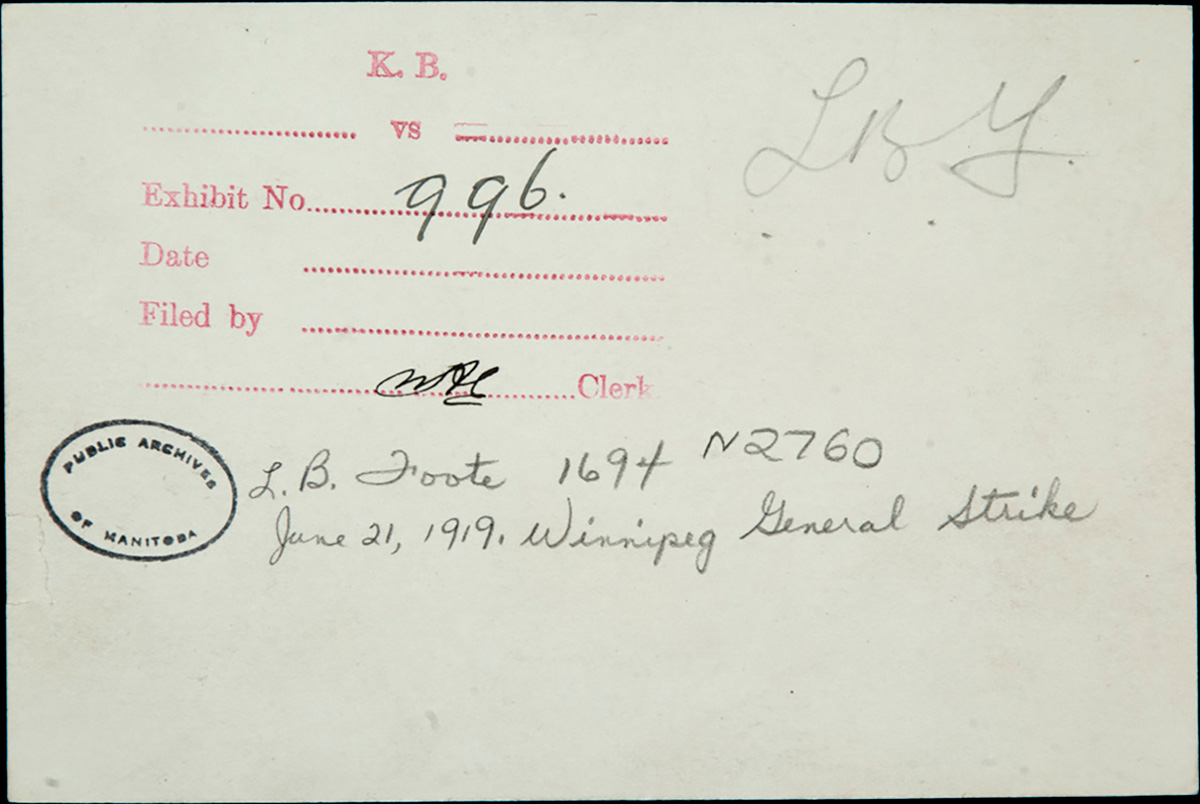 K. B.
vs
Exhibit No. 996.
Date
Filed by
Clerk
L B Y.
PUBLIC ARCHIVES
OF MANITOBA
L. B. Foote 1694 N2760
June 21, 1919. Winnipeg General Strike